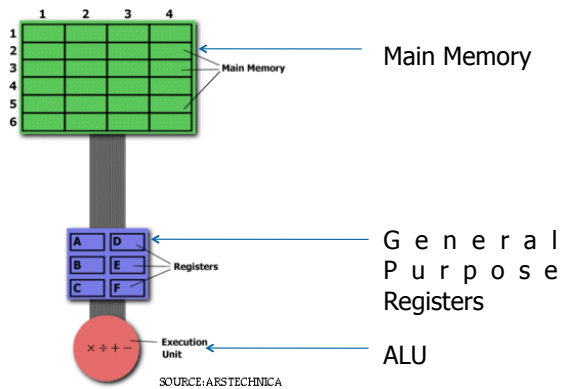 1 2 3 4
1
2
3
4
5
6
Main Memory
Main Memory
A D
B E
C F
Registers
General
Purpose
Registers
× ÷ + −
Execution
Unit
ALU
SOURCE:ARSTECHNICA